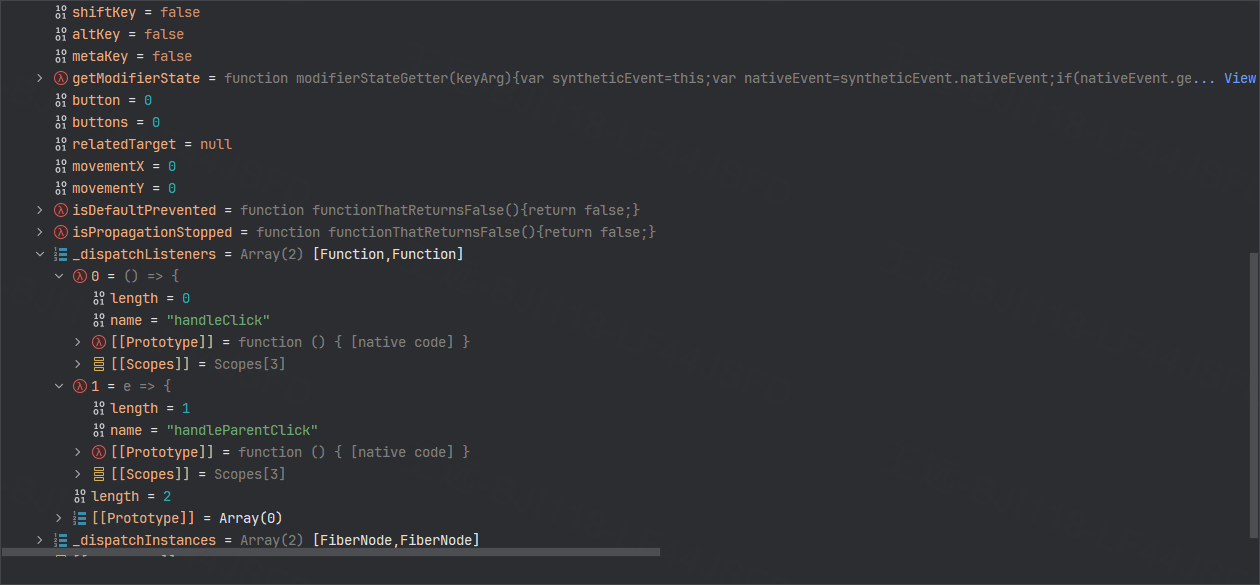 shiftKey = false
altKey = false
metaKey = false
getModifierState = function modifierStateGetter(keyArg){var syntheticEvent=this;var nativeEvent=syntheticEvent.nativeEvent;if(nativeEvent.ge... View
button = 0
buttons = 0
relatedTarget = null
movementX = 0
movementY = 0
isDefaultPrevented = function functionThatReturnsFalse(){return false;}
isPropagationStopped = function functionThatReturnsFalse(){return false;}
_dispatchListeners = Array(2) [Function,Function]
0 = () => {
length = 0
name = "handleClick"
[[Prototype]] = function () { [native code] }
[[Scopes]] = Scopes[3]
1 = e => {
length = 1
name = "handleParentClick"
[[Prototype]] = function () { [native code] }
[[Scopes]] = Scopes[3]
length = 2
[[Prototype]] = Array(0)
_dispatchInstances = Array(2) [FiberNode,FiberNode]